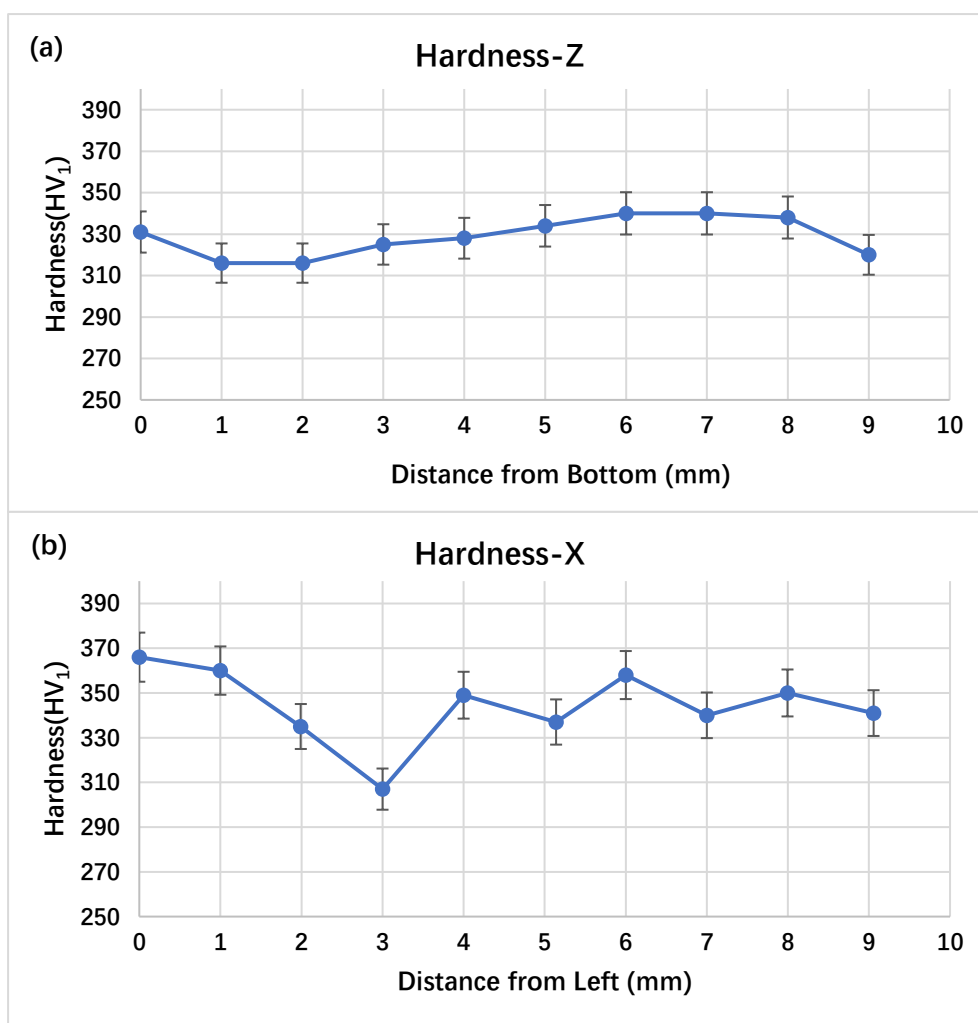 (a)
Hardness-Z
Hardness(HV₁)
390
370
350
330
310
290
270
250
0 1 2 3 4 5 6 7 8 9 10
Distance from Bottom (mm)
(b)
Hardness-X
Hardness(HV₁)
390
370
350
330
310
290
270
250
0 1 2 3 4 5 6 7 8 9 10
Distance from Left (mm)